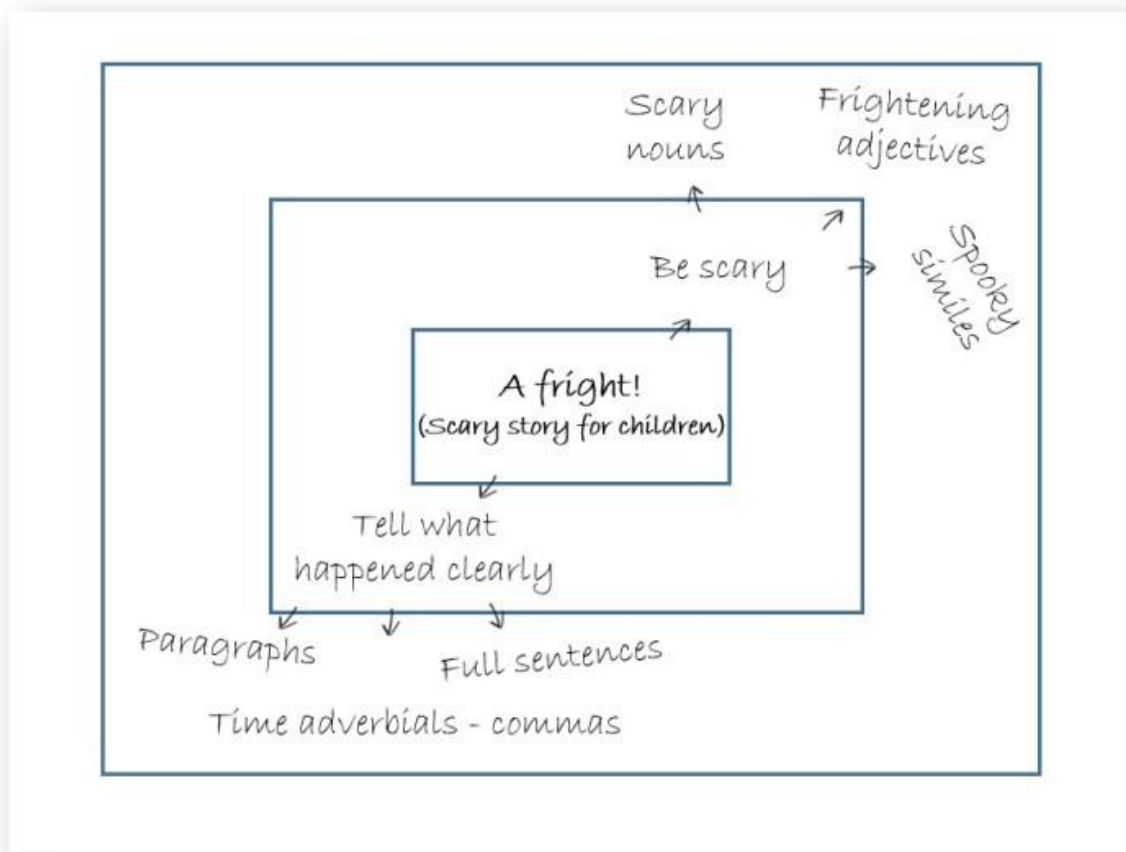 Scary
nouns
Frightening
adjectives
Be scary
Spooky
similes
A fright!
(Scary story for children)
Tell what
happened clearly
Paragraphs
Full sentences
Time adverbials - commas